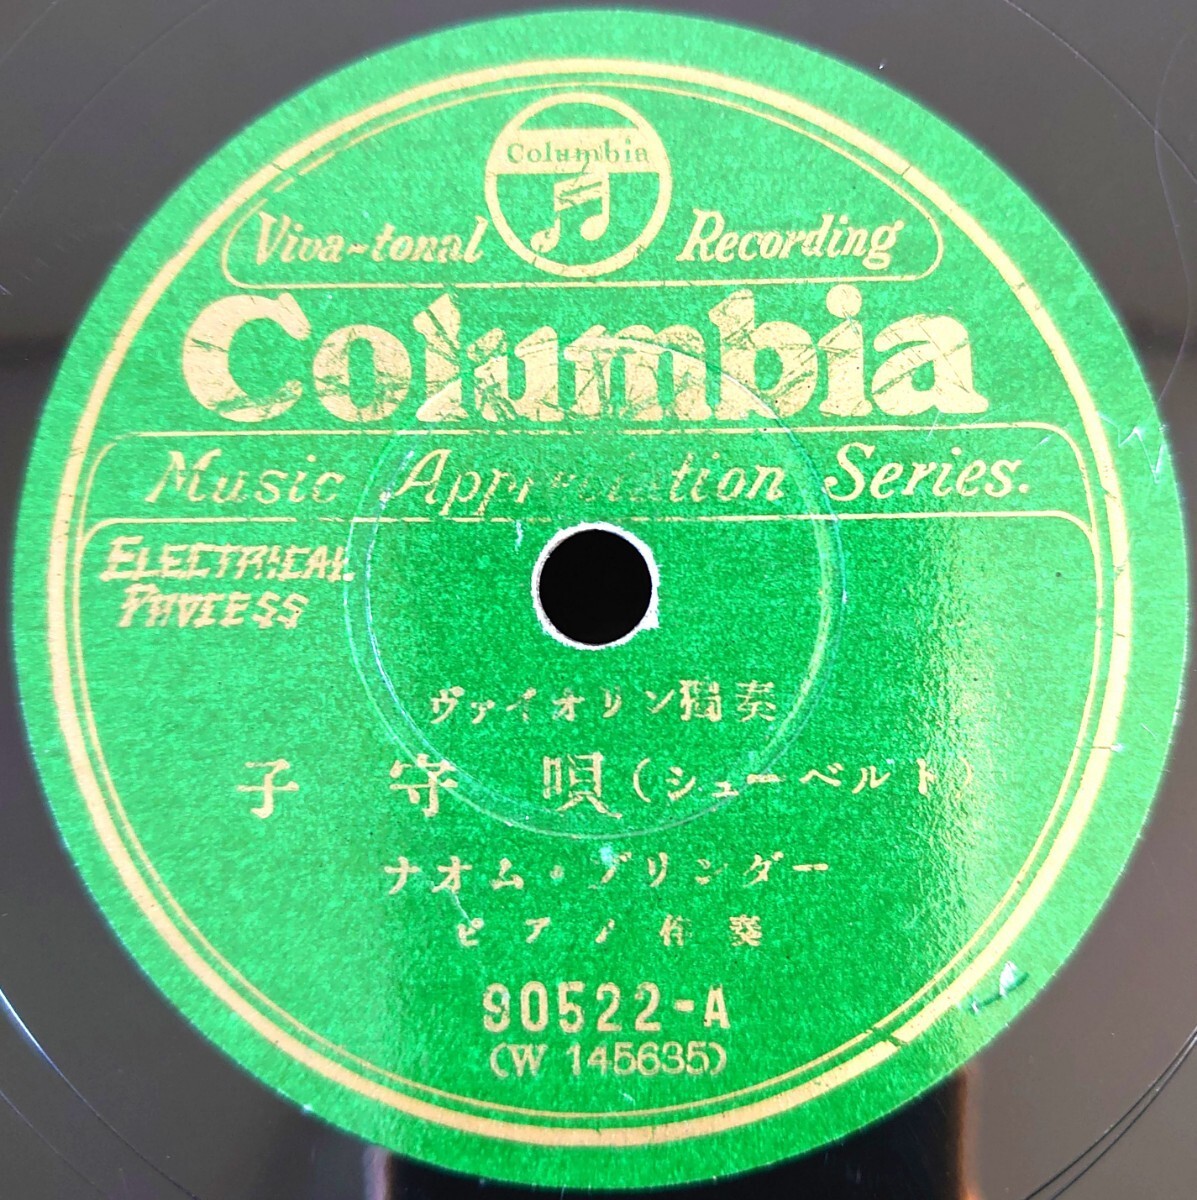 Columbia
Viva-tonal Recording
Columbia
Music Appreciation Series.
ELECTRICAL
PROCESS
ヴァイオリン獨奏
子守唄(シューベルト)
ナオム・ブリンダー
ピアノ伴奏
90522-A
(W 145635)